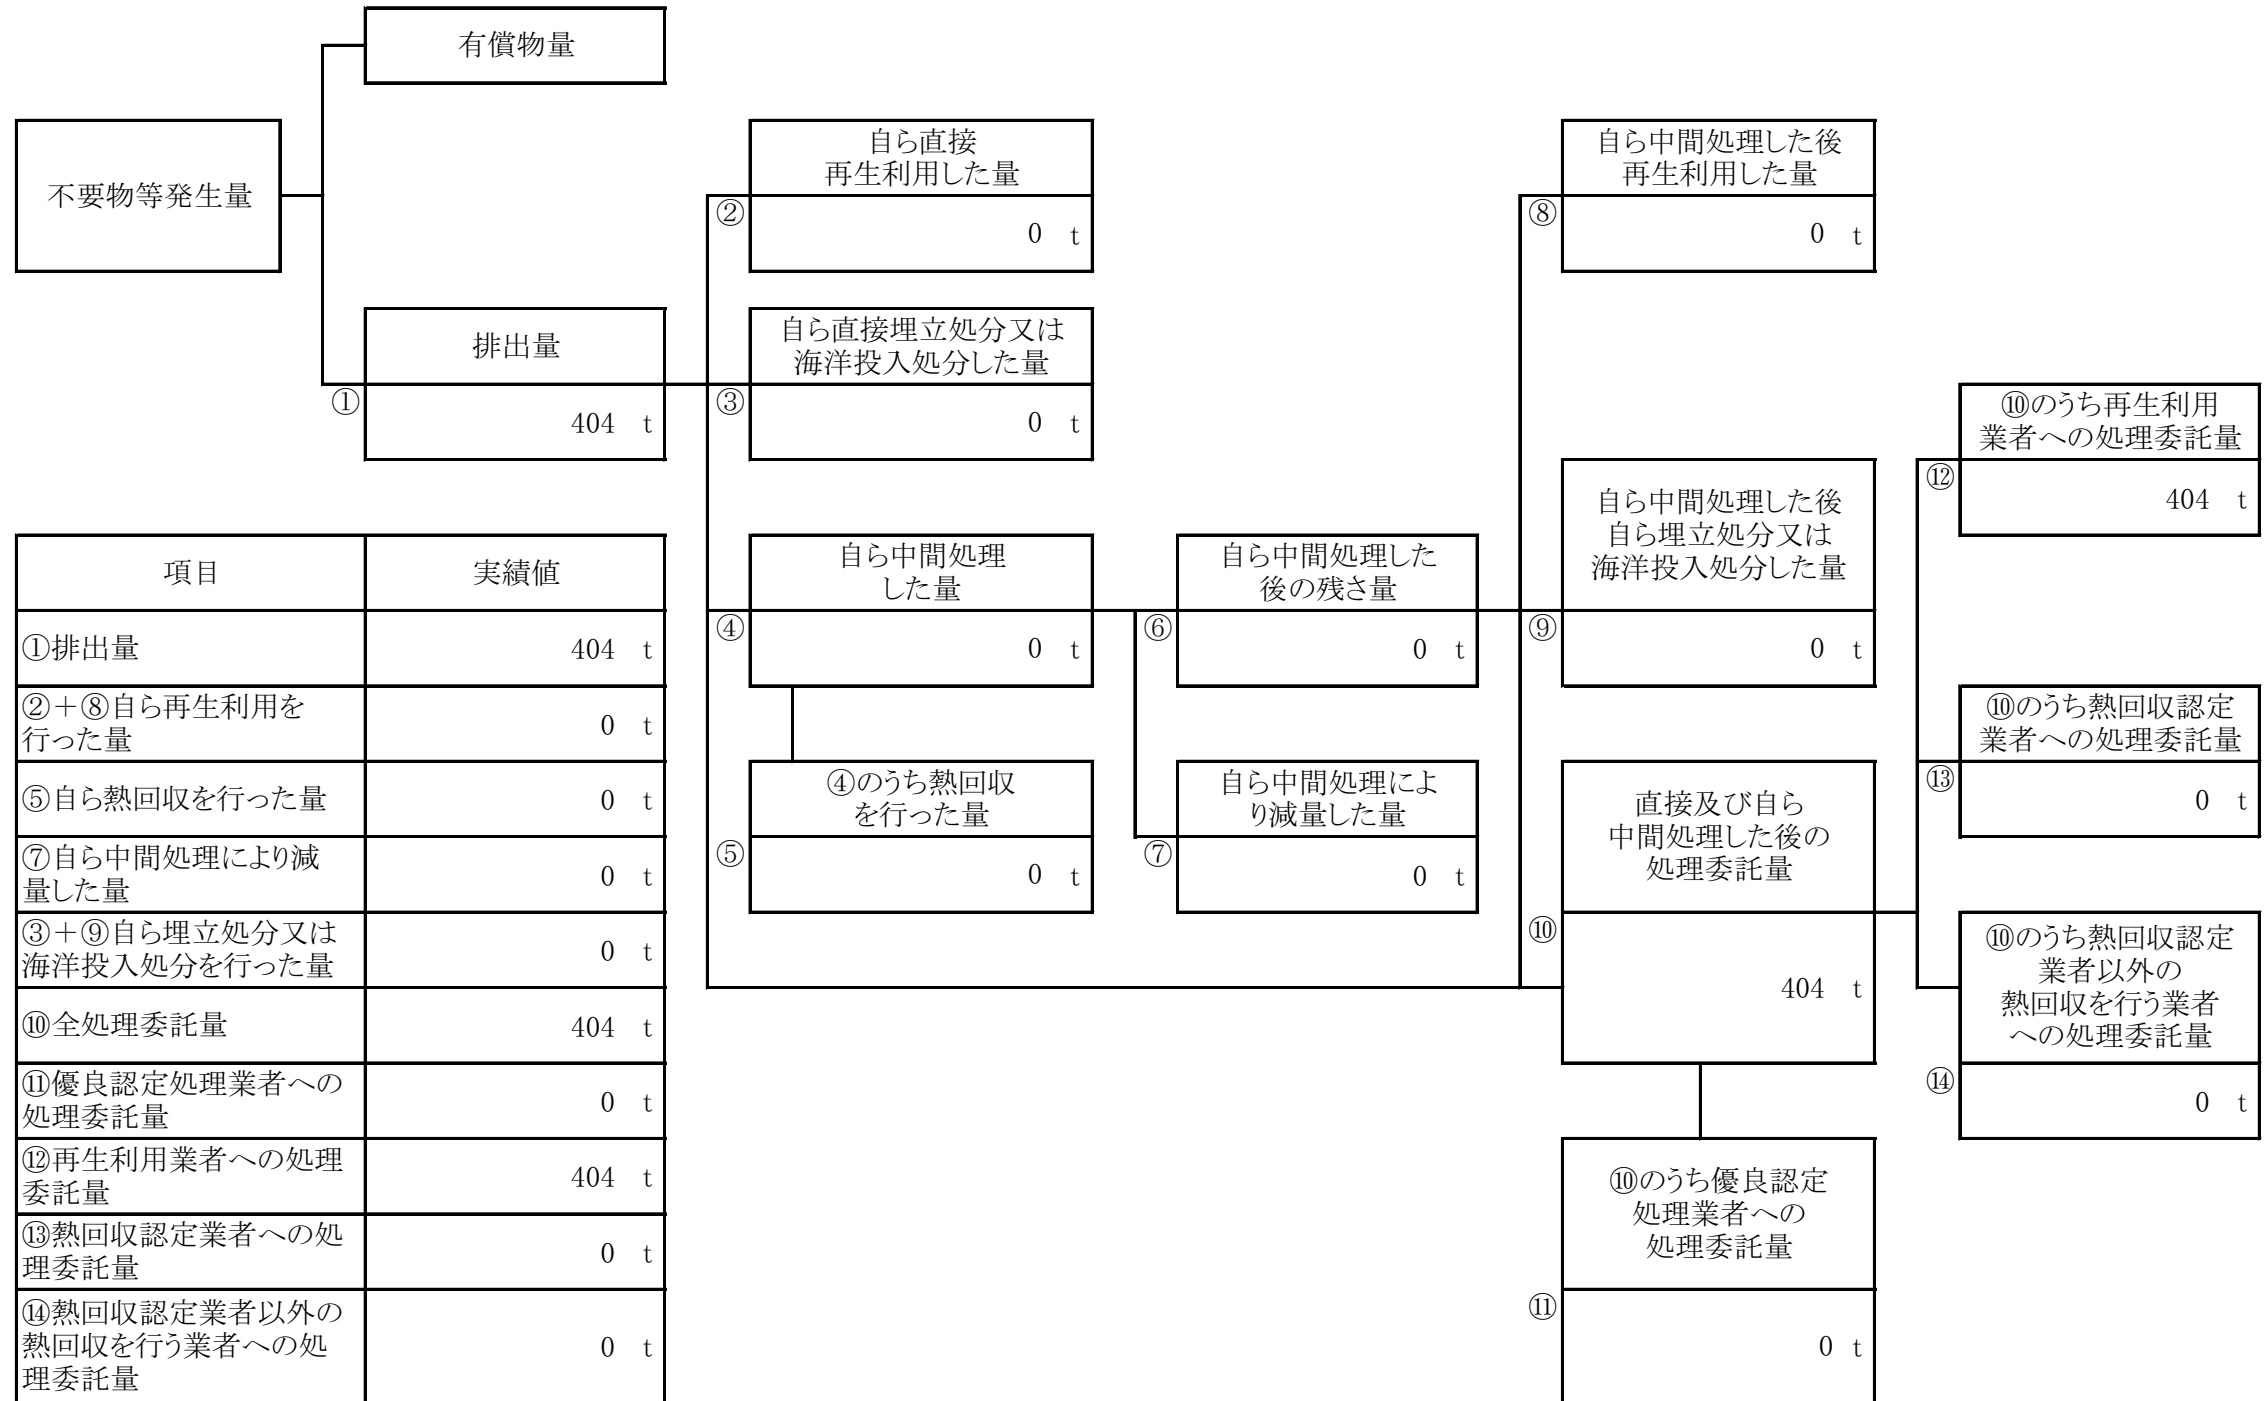 有償物量
不要物等発生量
排出量
①
404 t
自ら直接
再生利用した量
②
0 t
自ら直接埋立処分又は
海洋投入処分した量
③
0 t
自ら中間処理
した量
④
0 t
④のうち熱回収
を行った量
⑤
0 t
自ら中間処理した
後の残さ量
⑥
0 t
自ら中間処理によ
り減量した量
⑦
0 t
自ら中間処理した後
再生利用した量
⑧
0 t
自ら中間処理した後
自ら埋立処分又は
海洋投入処分した量
⑨
0 t
直接及び自ら
中間処理した後の
処理委託量
⑩
404 t
⑩のうち優良認定
処理業者への
処理委託量
⑪
0 t
⑩のうち再生利用
業者への処理委託量
⑫
404 t
⑩のうち熱回収認定
業者への処理委託量
⑬
0 t
⑩のうち熱回収認定
業者以外の
熱回収を行う業者
への処理委託量
⑭
0 t
項目 実績値
①排出量 404 t
②+⑧自ら再生利用を
行った量 0 t
⑤自ら熱回収を行った量 0 t
⑦自ら中間処理により減
量した量 0 t
③+⑨自ら埋立処分又は
海洋投入処分を行った量 0 t
⑩全処理委託量 404 t
⑪優良認定処理業者への
処理委託量 0 t
⑫再生利用業者への処理
委託量 404 t
⑬熱回収認定業者への処
理委託量 0 t
⑭熱回収認定業者以外の
熱回収を行う業者への処
理委託量 0 t